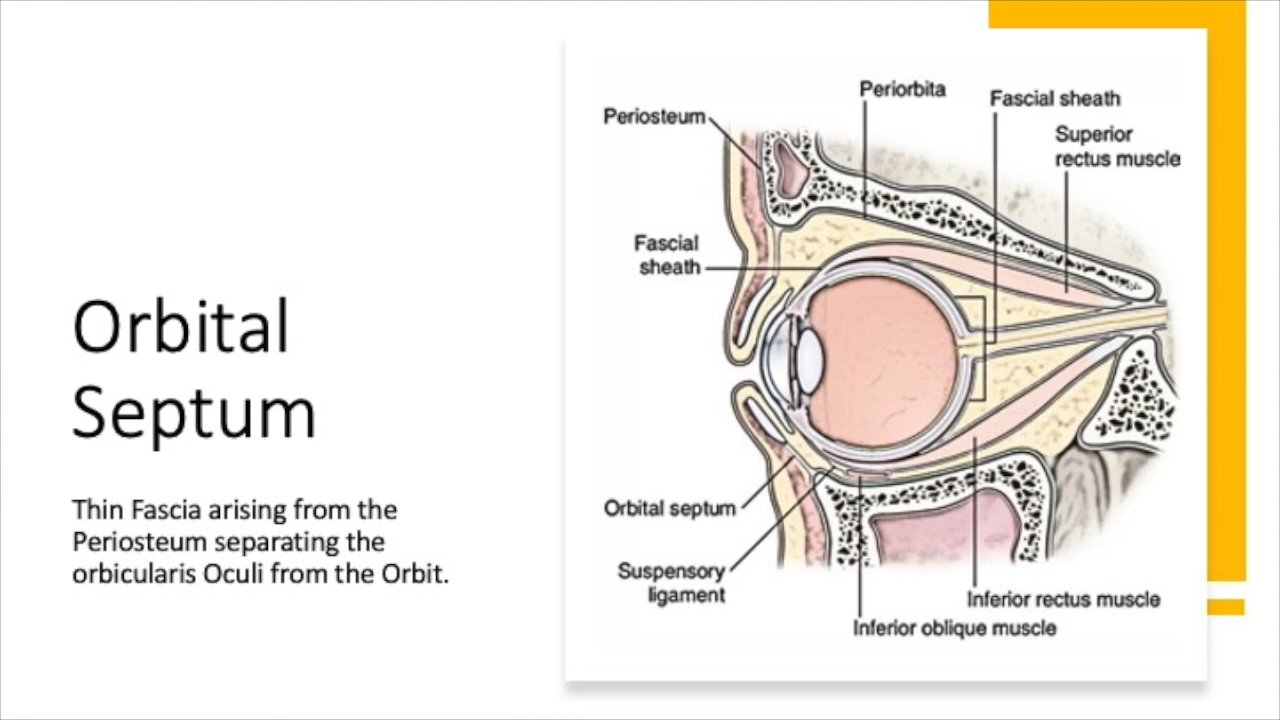 Orbital
Septum
Thin Fascia arising from the
Periosteum separating the
orbicularis Oculi from the Orbit.
Periorbita
Fascial sheath
Periosteum
Superior
rectus muscle
Fascial
sheath
Orbital septum
Suspensory
ligament
Inferior rectus muscle
Inferior oblique muscle